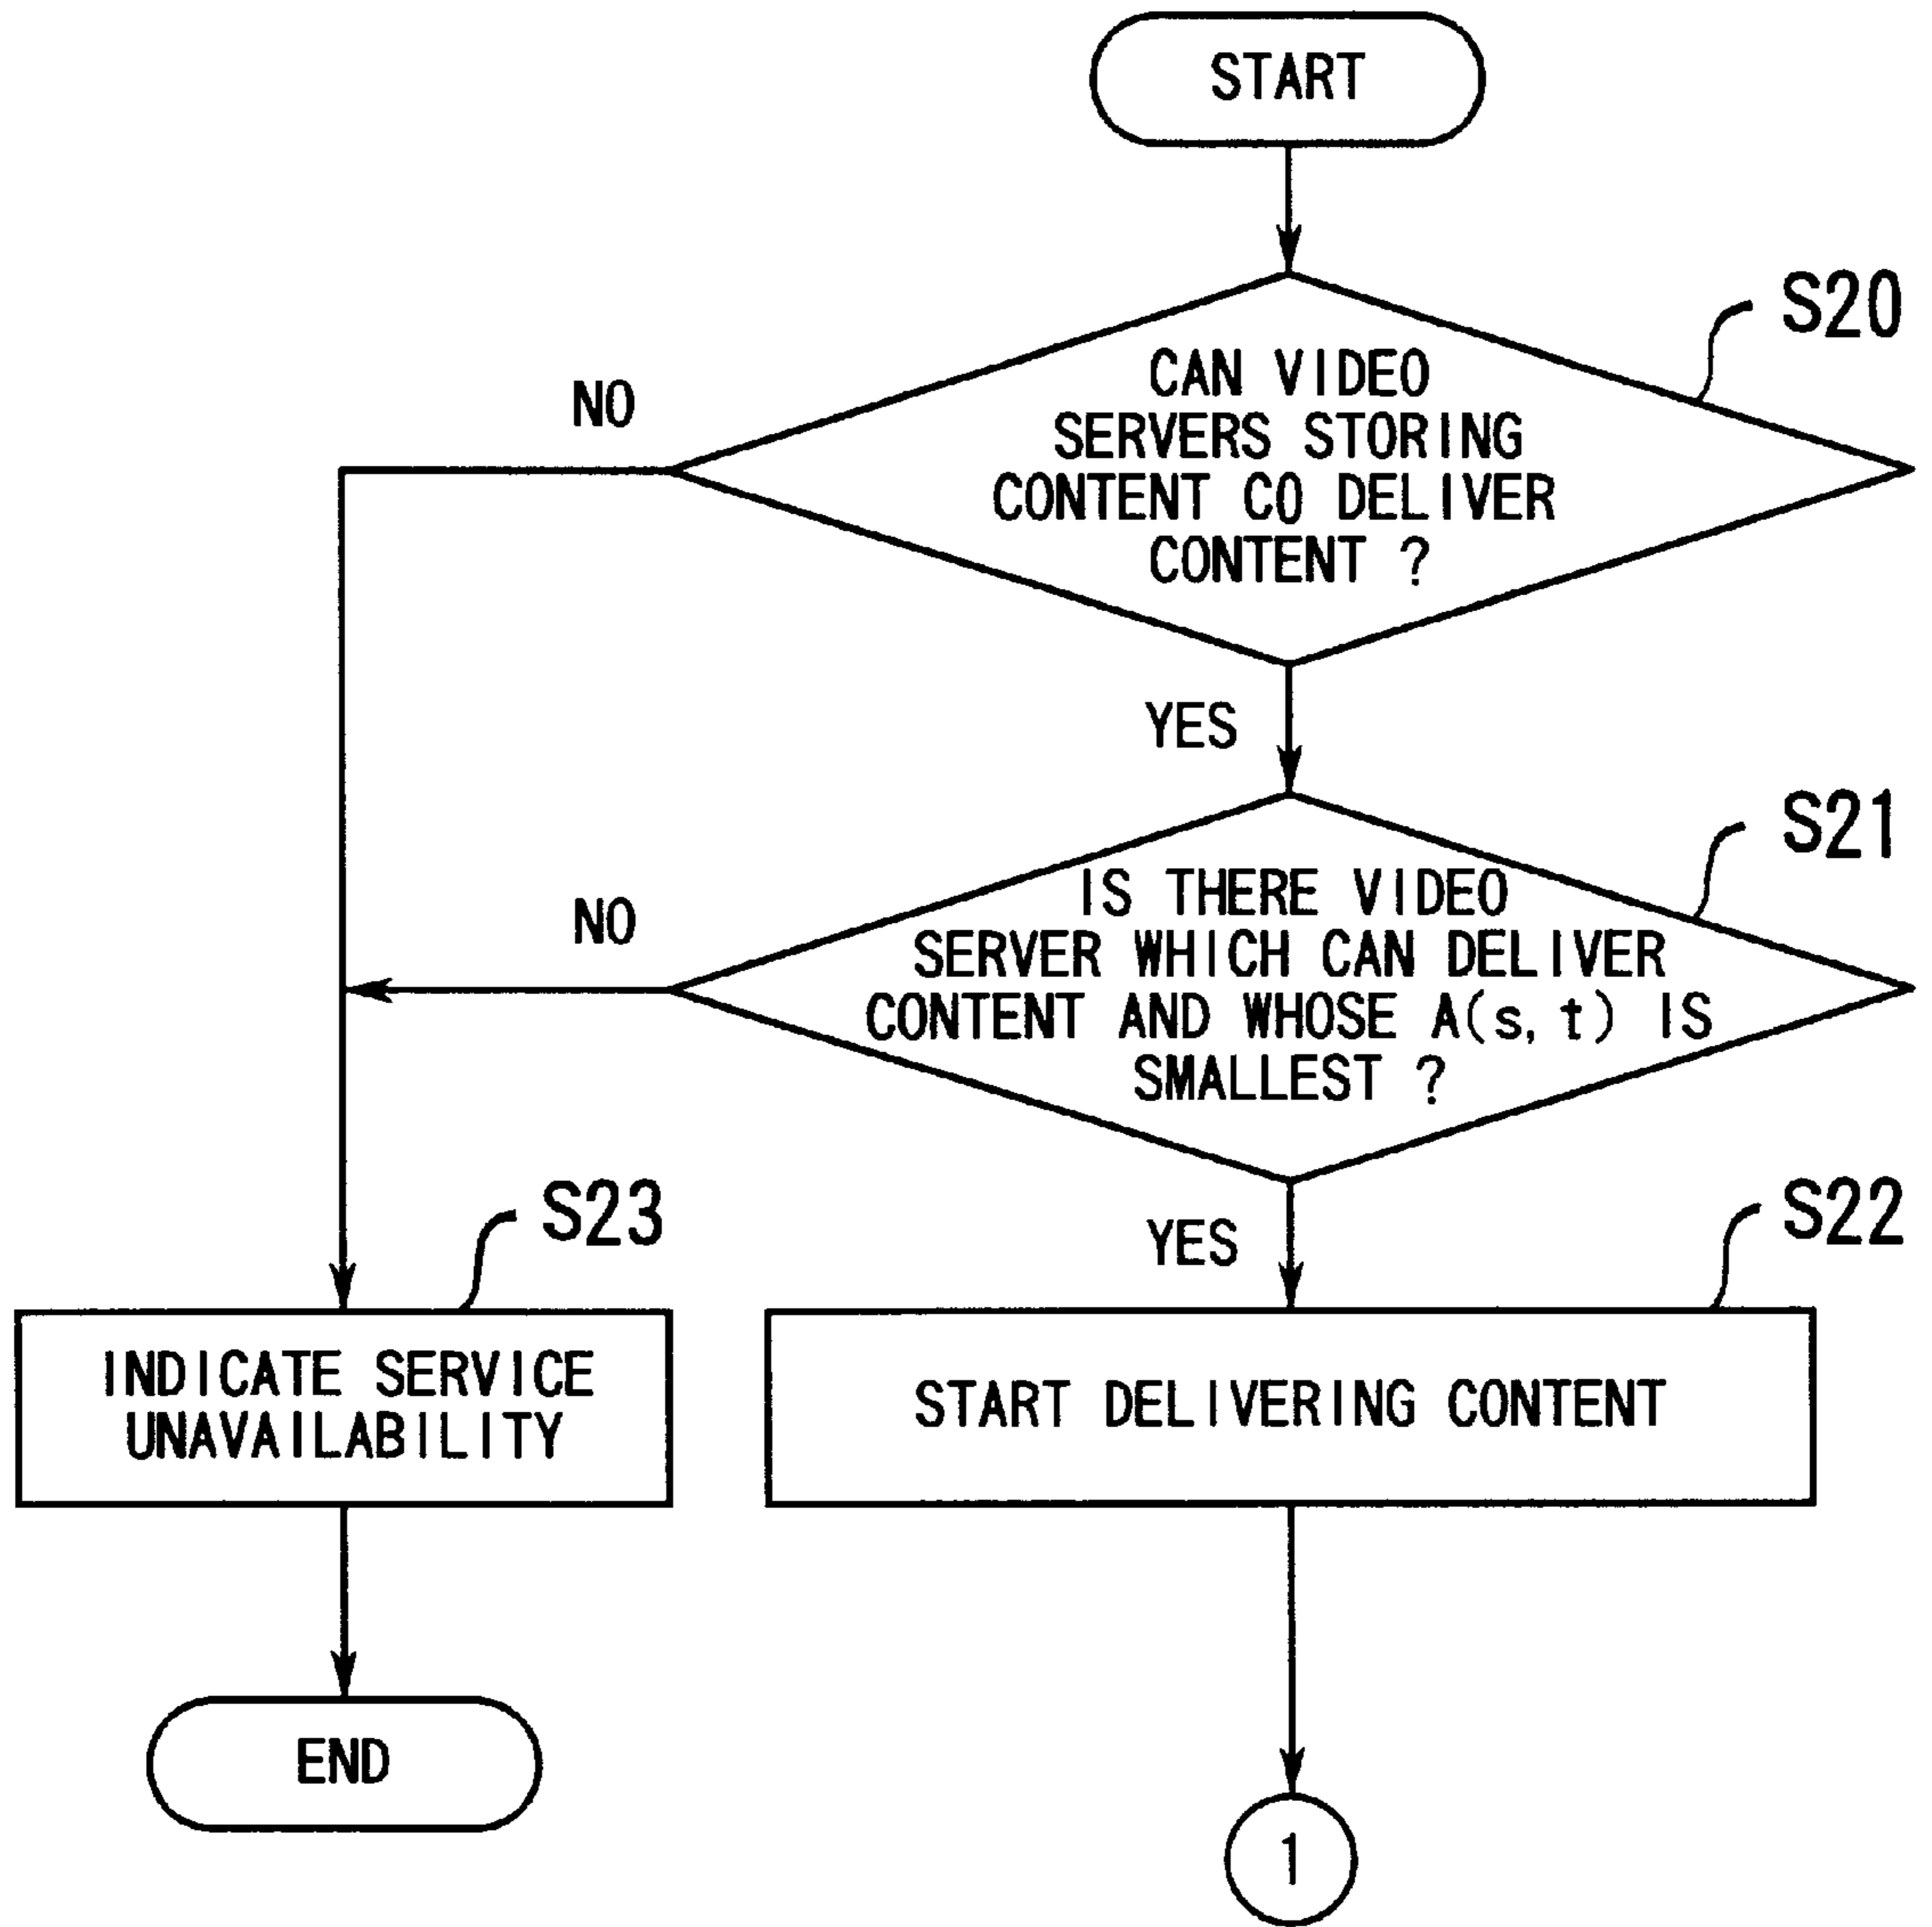 START
S20
CAN VIDEO
SERVERS STORING
CONTENT C0 DELIVER
CONTENT ?
NO
YES
S21
IS THERE VIDEO
SERVER WHICH CAN DELIVER
CONTENT AND WHOSE A(s, t) IS
SMALLEST ?
NO
YES
S23
INDICATE SERVICE
UNAVAILABILITY
S22
START DELIVERING CONTENT
END
1